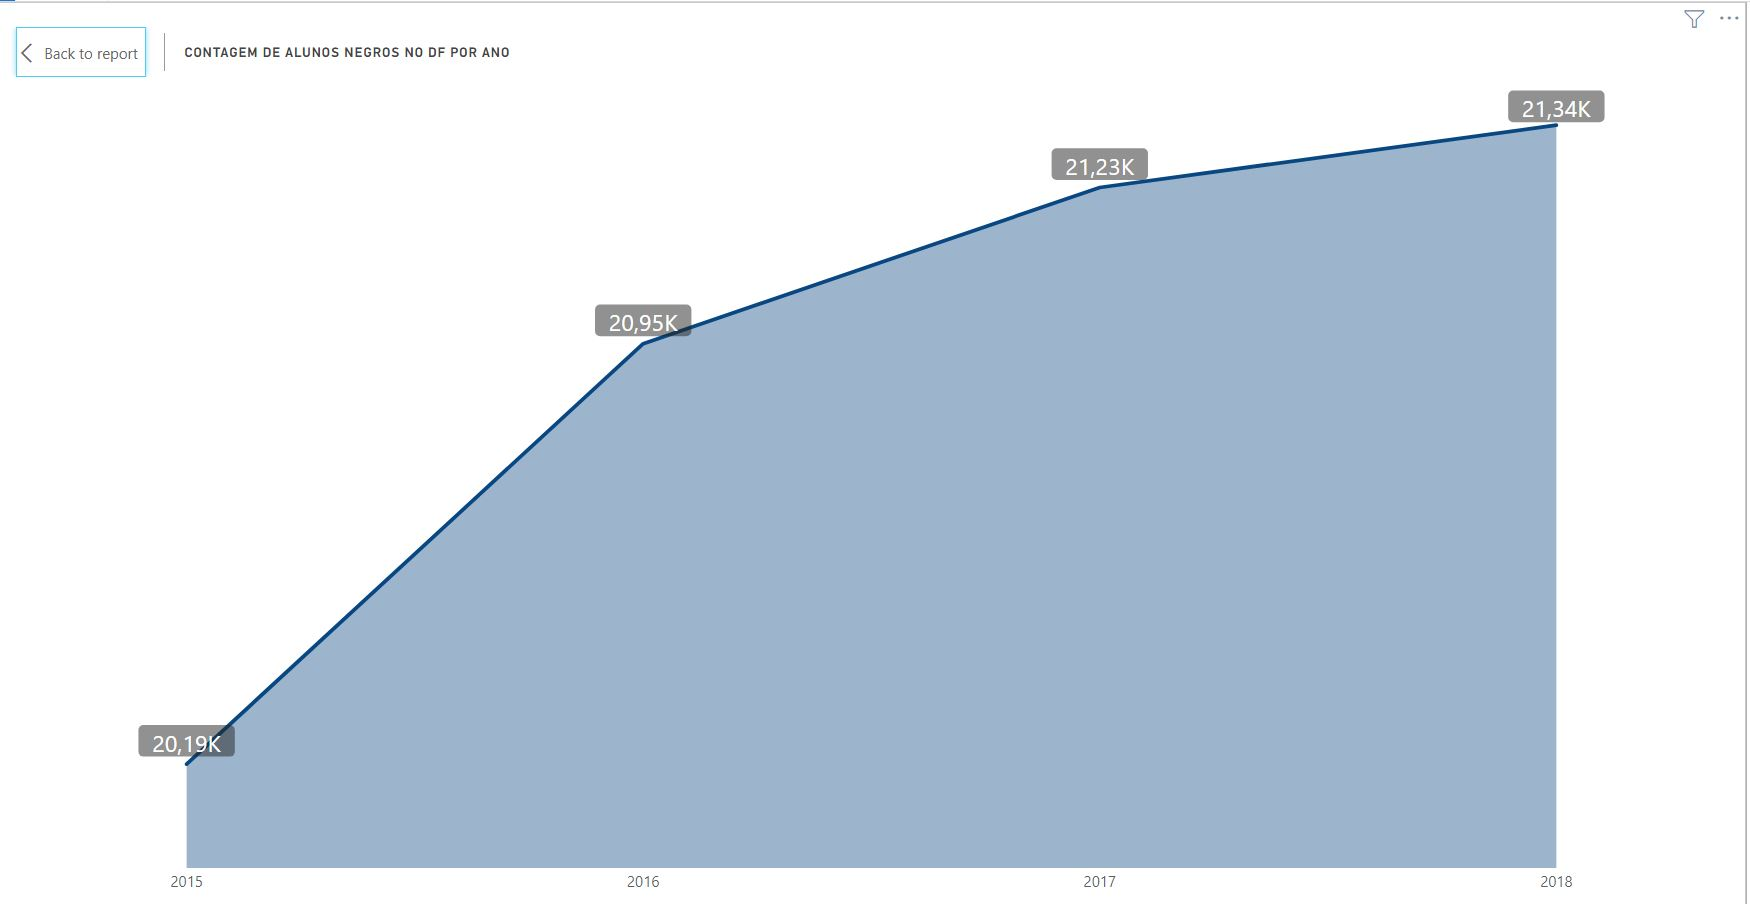 Back to report
CONTAGEM DE ALUNOS NEGROS NO DF POR ANO
21,34K
21,23K
20,95K
20,19K
2015 2016 2017 2018